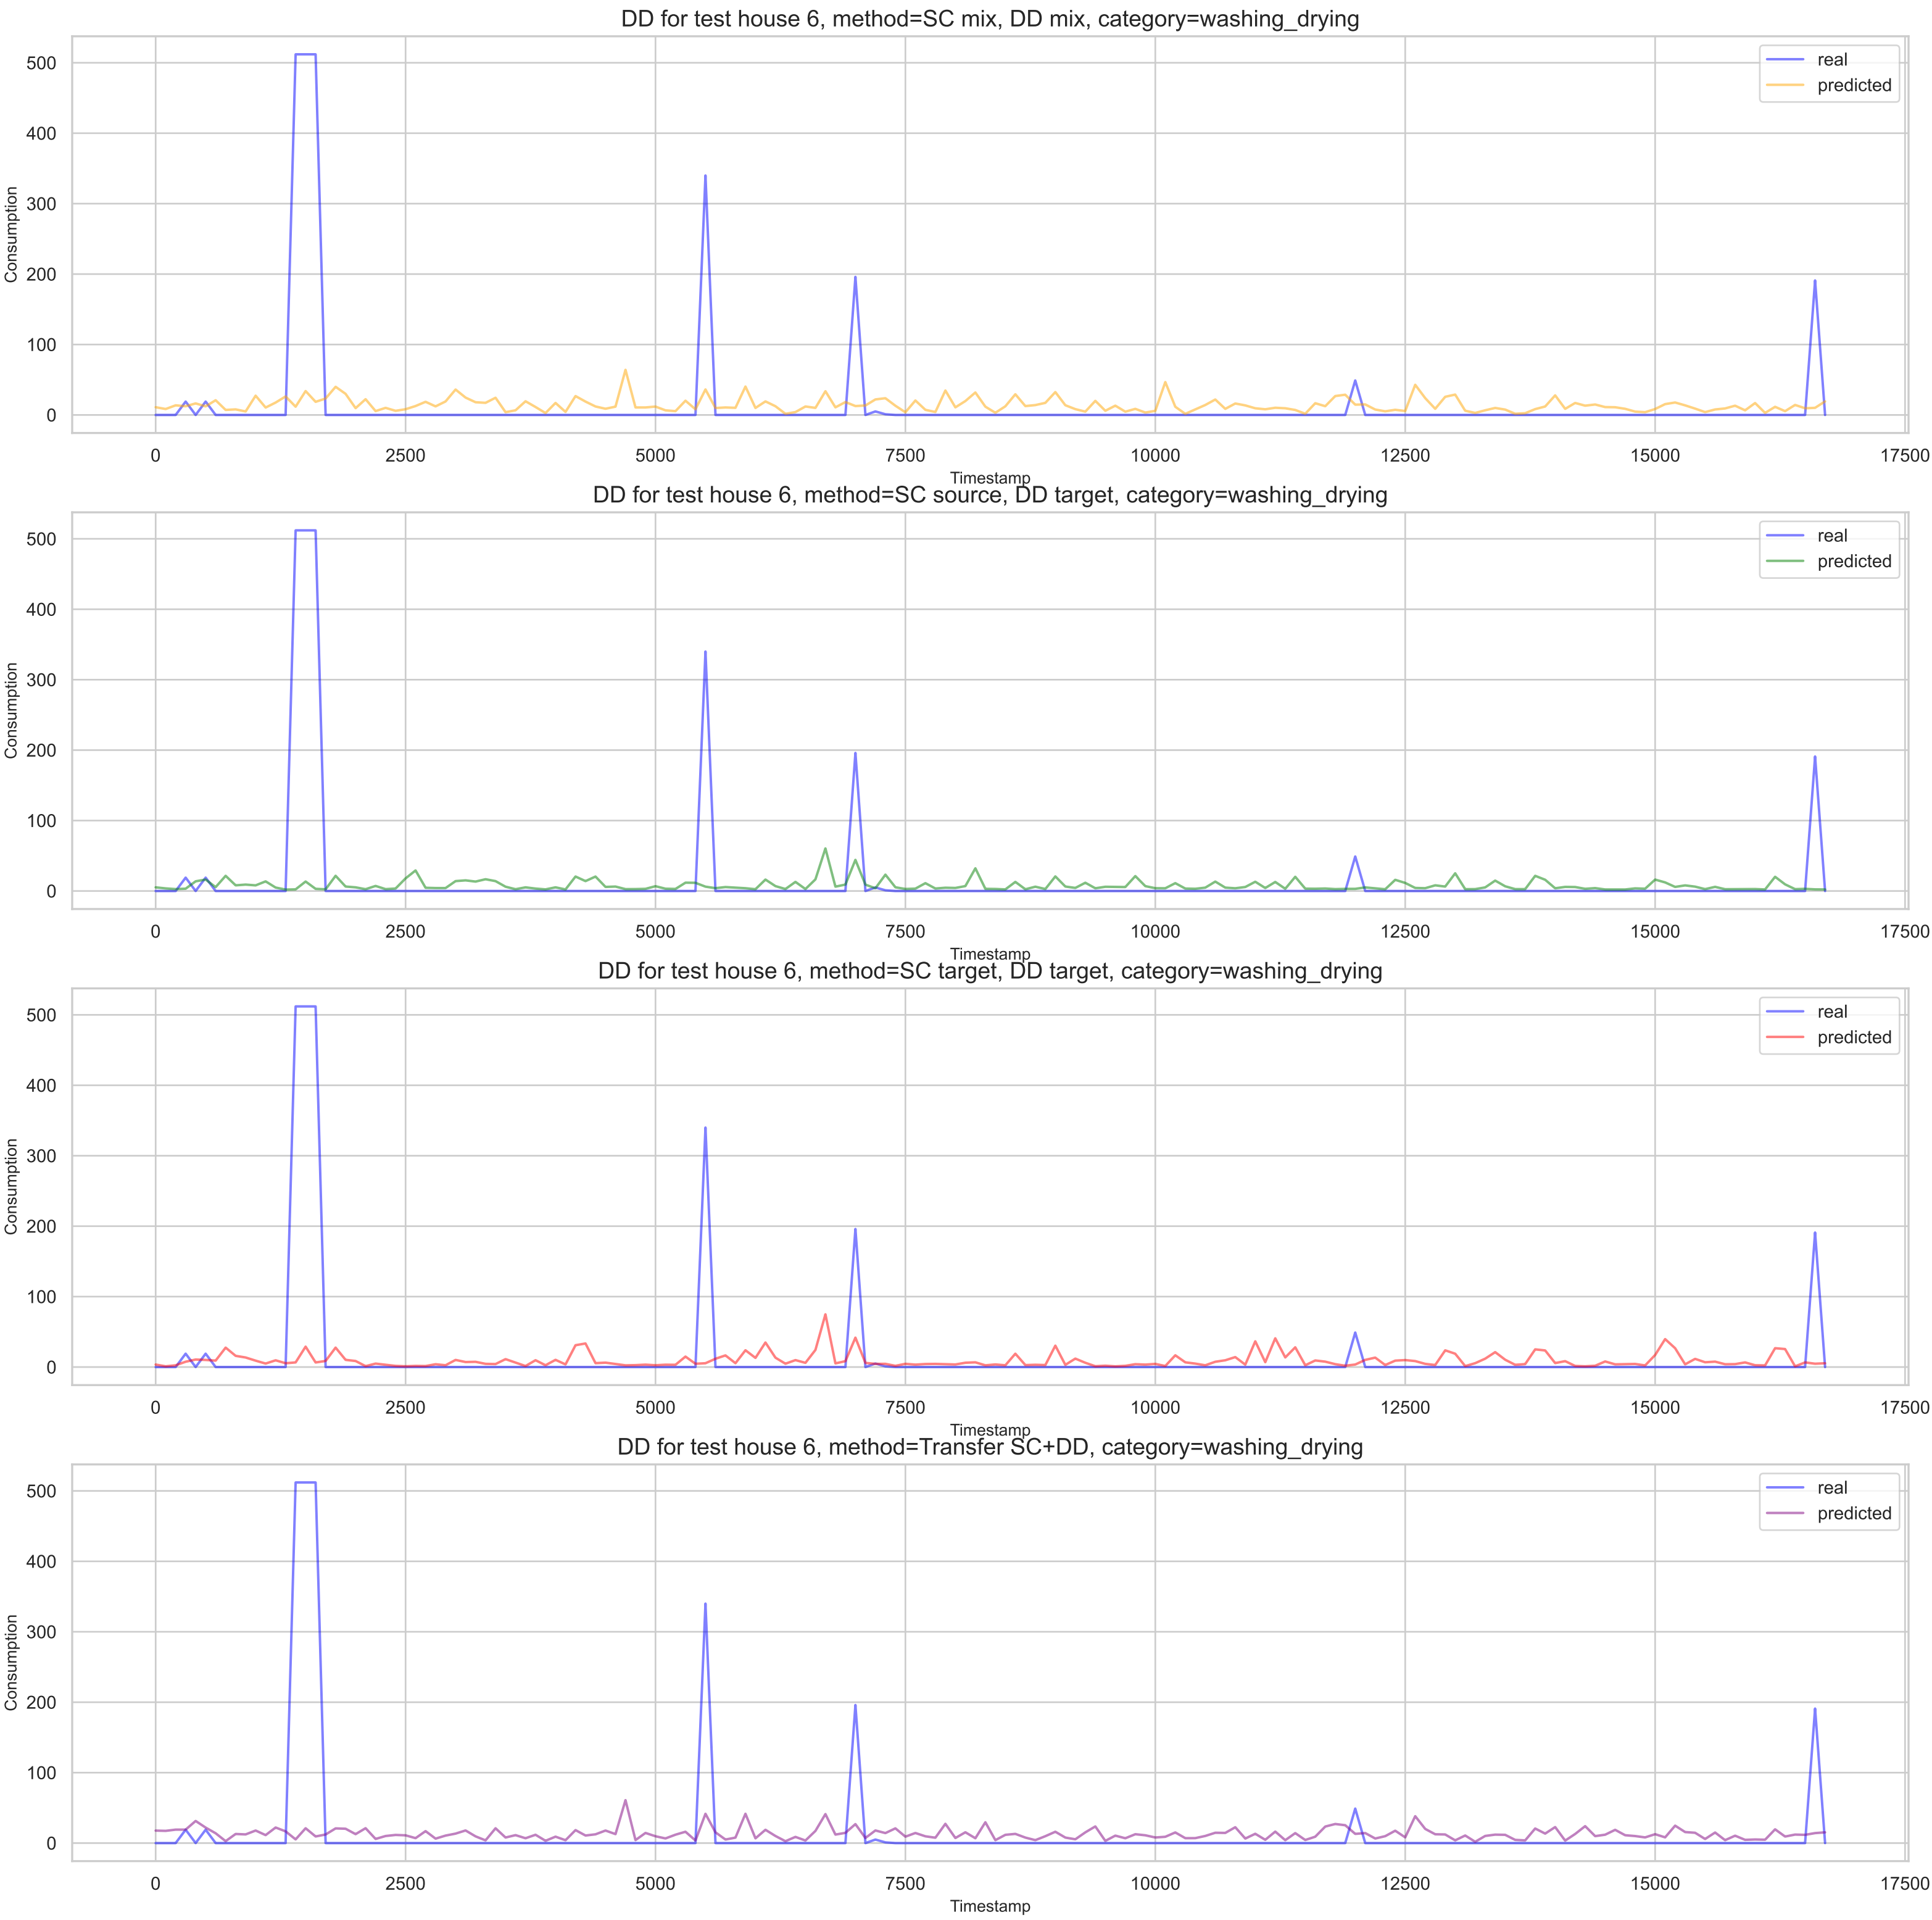 DD for test house 6, method=SC mix, DD mix, category=washing_drying
real
predicted
500
400
300
200
100
0
Consumption
0 2500 5000 7500 10000 12500 15000 17500
Timestamp
DD for test house 6, method=SC source, DD target, category=washing_drying
real
predicted
500
400
300
200
100
0
Consumption
0 2500 5000 7500 10000 12500 15000 17500
Timestamp
DD for test house 6, method=SC target, DD target, category=washing_drying
real
predicted
500
400
300
200
100
0
Consumption
0 2500 5000 7500 10000 12500 15000 17500
Timestamp
DD for test house 6, method=Transfer SC+DD, category=washing_drying
real
predicted
500
400
300
200
100
0
Consumption
0 2500 5000 7500 10000 12500 15000 17500
Timestamp